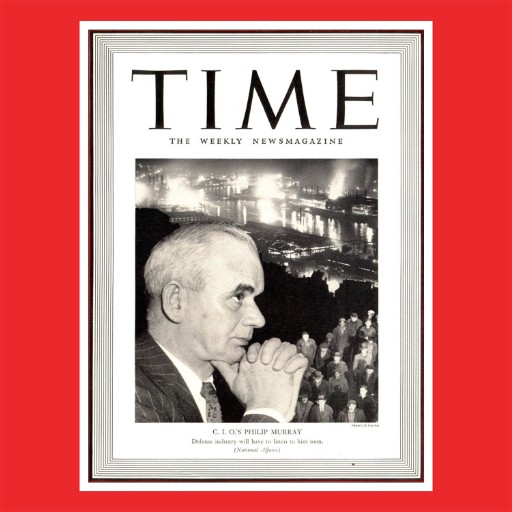 TIME
THE WEEKLY NEWSMAGAZINE
C. I. O.'S PHILIP MURRAY
Defense industry will have to listen to him soon.
(National Affairs)